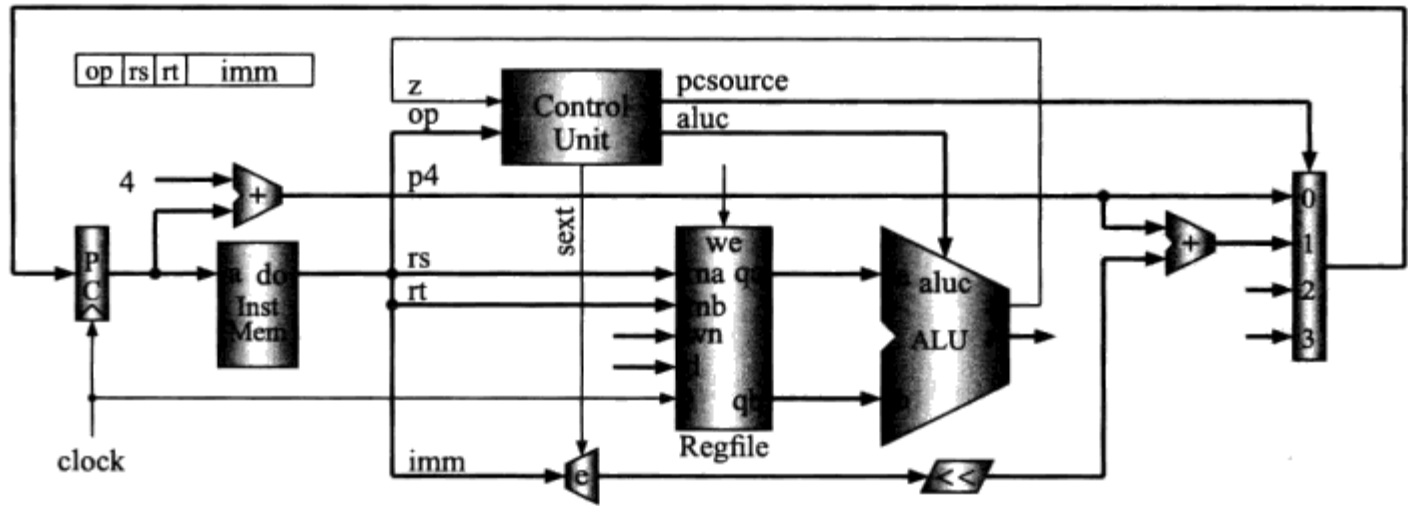 op rs rt imm
z
op
Control
Unit
pcsource
aluc
4
+
p4
sext
P
C
a do
Inst
Mem
rs
rt
we
na qa
nb
wn
d
qb
Regfile
aluc
ALU
a
b
+
0
1
2
3
clock
imm
e
<<